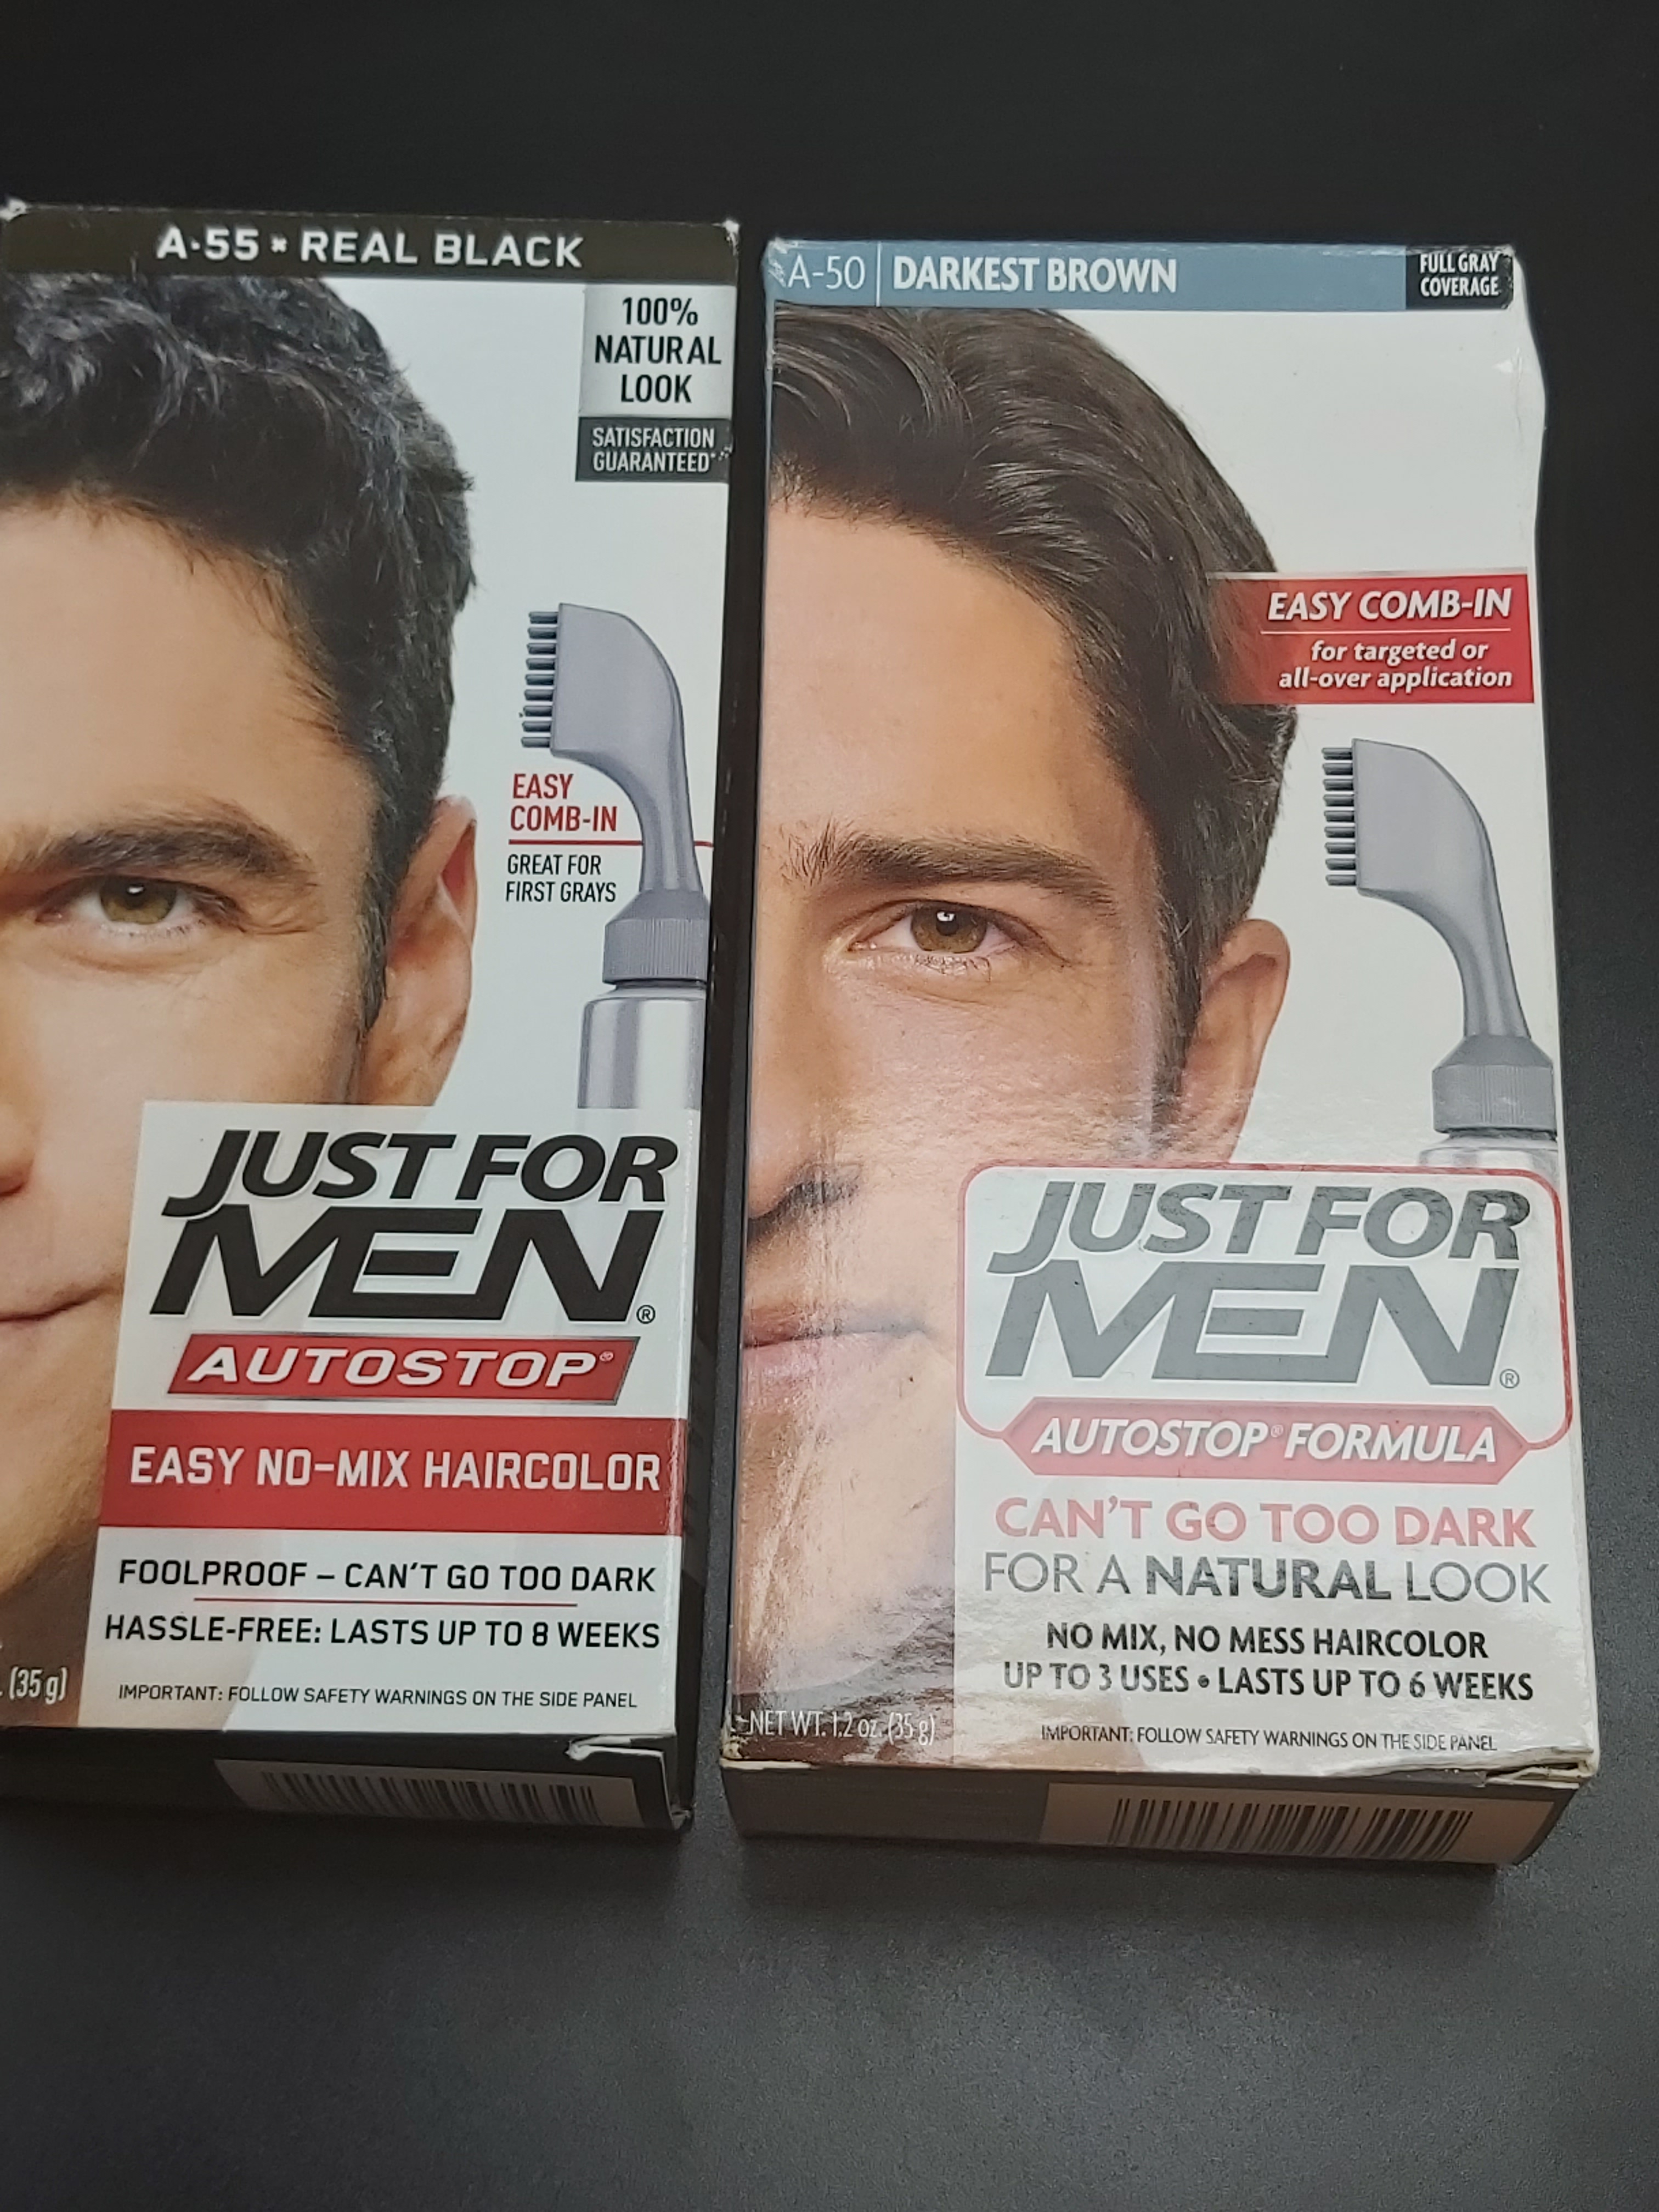 A-55 * REAL BLACK
100%
NATURAL
LOOK
SATISFACTION
GUARANTEED*
EASY
COMB-IN
GREAT FOR
FIRST GRAYS
JUST FOR
MEN®
AUTOSTOP®
EASY NO-MIX HAIRCOLOR
FOOLPROOF – CAN'T GO TOO DARK
HASSLE-FREE: LASTS UP TO 8 WEEKS
. (35 g)
IMPORTANT: FOLLOW SAFETY WARNINGS ON THE SIDE PANEL
A-50 | DARKEST BROWN
FULL GRAY
COVERAGE
EASY COMB-IN
for targeted or
all-over application
JUST FOR
MEN®
AUTOSTOP® FORMULA
CAN'T GO TOO DARK
FOR A NATURAL LOOK
NO MIX, NO MESS HAIRCOLOR
UP TO 3 USES • LASTS UP TO 6 WEEKS
NET WT. 1.2 oz. (35 g)
IMPORTANT: FOLLOW SAFETY WARNINGS ON THE SIDE PANEL